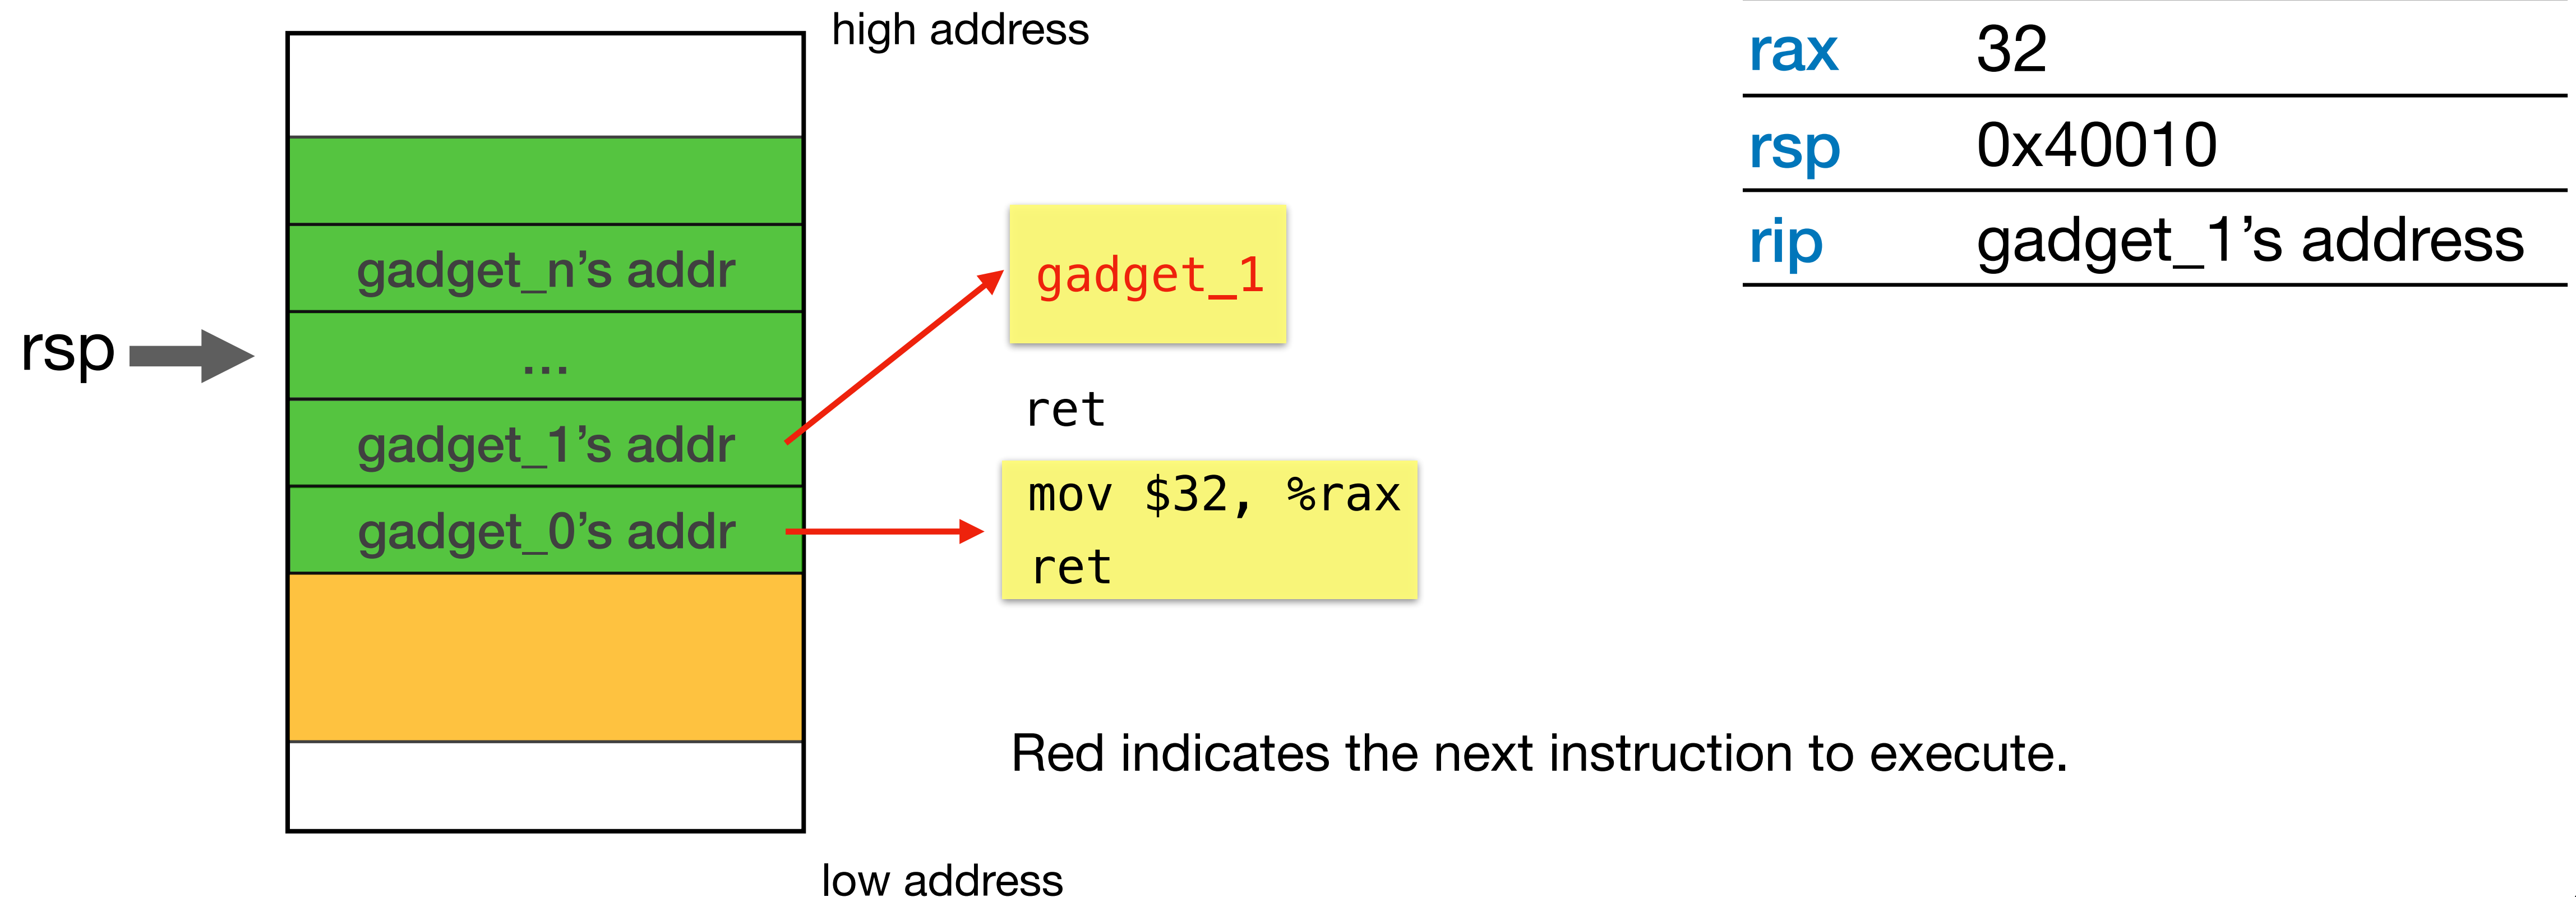 high address
gadget_n’s addr
rsp
...
gadget_1’s addr
gadget_0’s addr
low address
gadget_1
ret
mov $32, %rax
ret
Red indicates the next instruction to execute.
rax 32
rsp 0x40010
rip gadget_1’s address